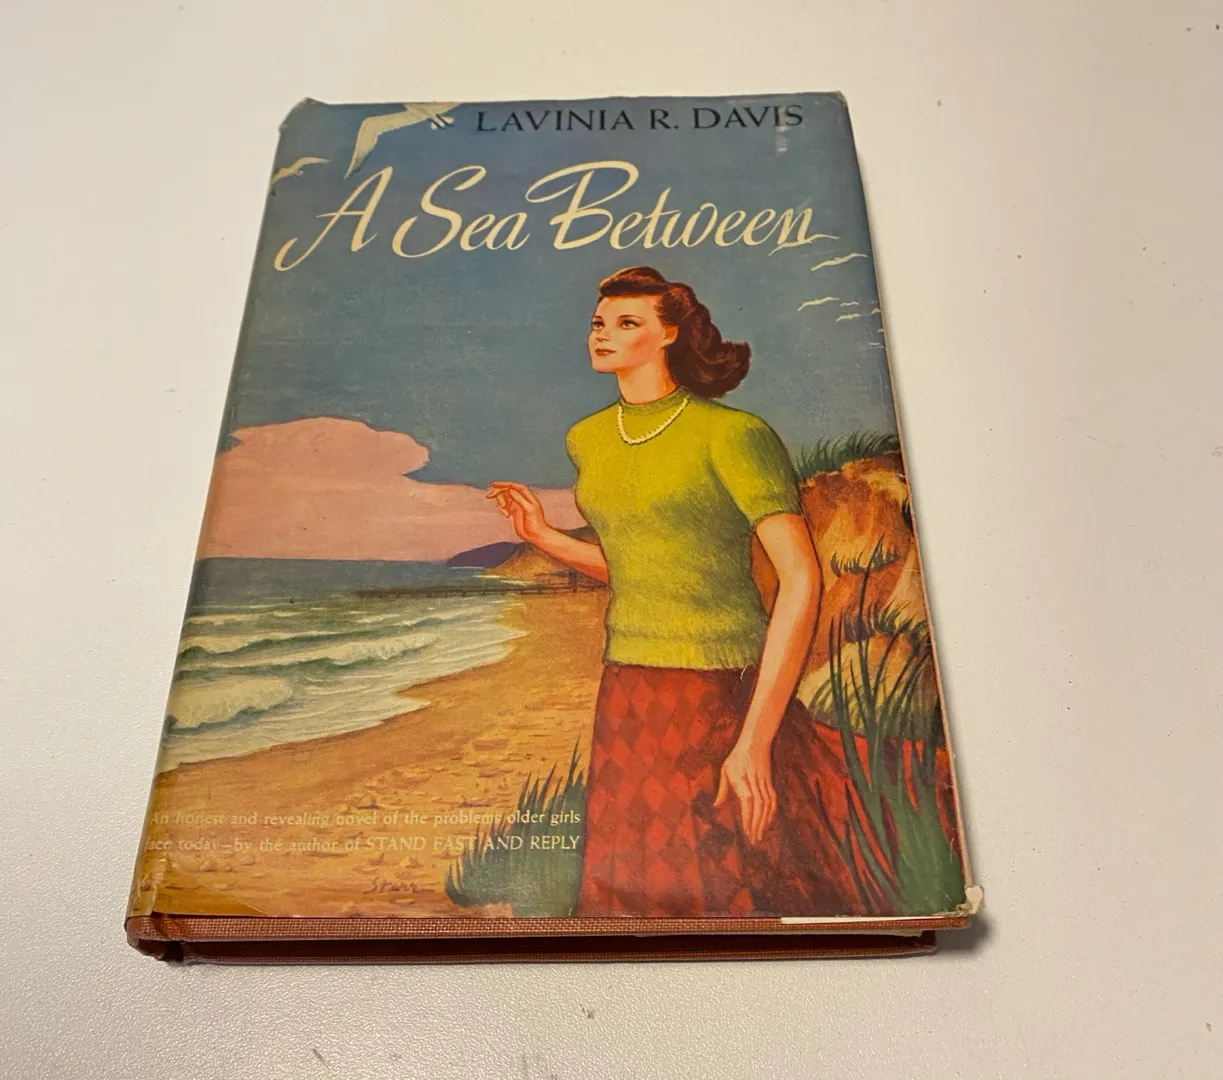 LAVINIA R. DAVIS
A Sea Between
An honest and revealing novel of the problems older girls
face today—by the author of STAND FAST AND REPLY
Starr